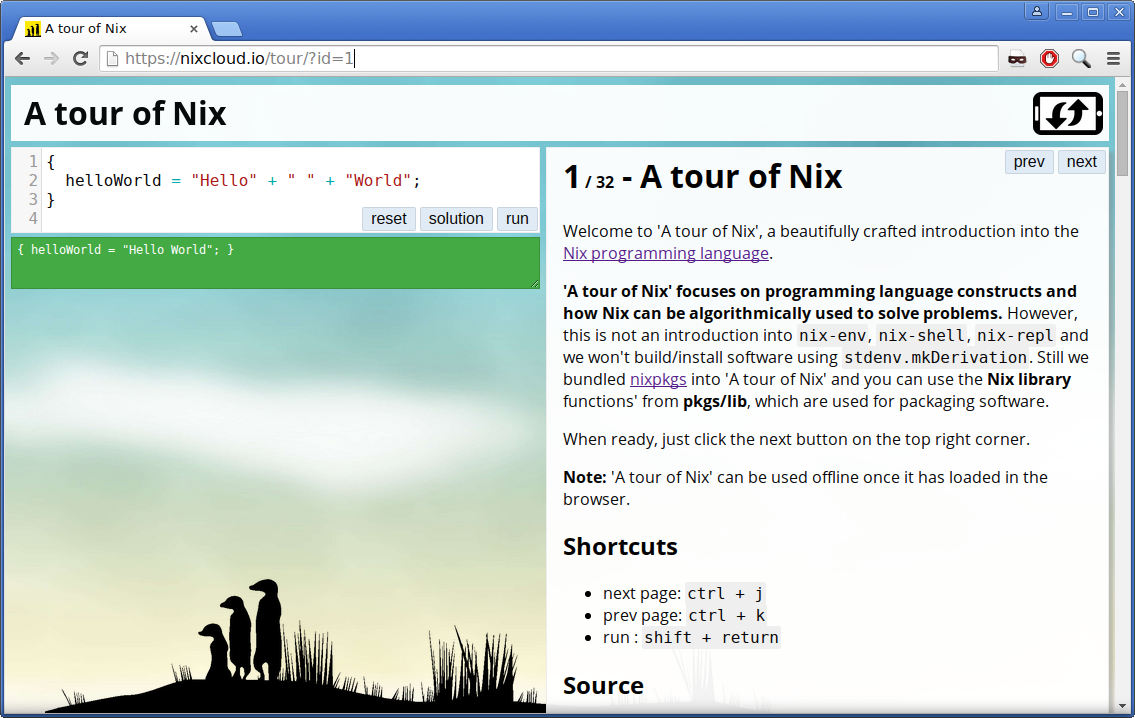 A tour of Nix
https://nixcloud.io/tour/?id=1
A tour of Nix
1 {
2   helloWorld = "Hello" + " " + "World";
3 }
4
reset solution run
{ helloWorld = "Hello World"; }
prev next
1 / 32 - A tour of Nix
Welcome to 'A tour of Nix', a beautifully crafted introduction into the
Nix programming language.
'A tour of Nix' focuses on programming language constructs and
how Nix can be algorithmically used to solve problems. However,
this is not an introduction into nix-env, nix-shell, nix-repl and
we won't build/install software using stdenv.mkDerivation. Still we
bundled nixpkgs into 'A tour of Nix' and you can use the Nix library
functions' from pkgs/lib, which are used for packaging software.
When ready, just click the next button on the top right corner.
Note: 'A tour of Nix' can be used offline once it has loaded in the
browser.
Shortcuts
• next page: ctrl + j
• prev page: ctrl + k
• run : shift + return
Source